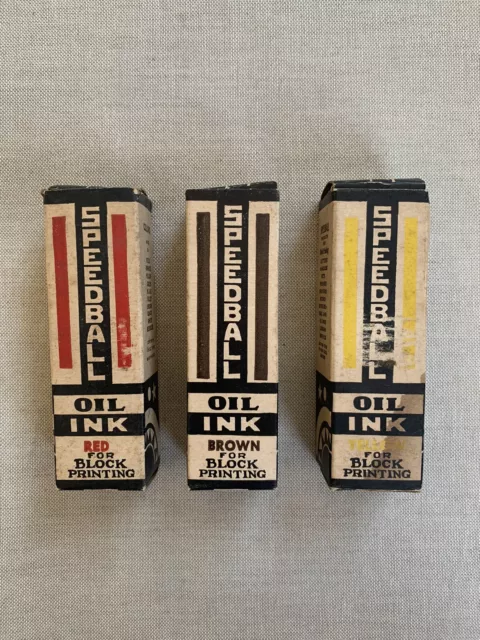 SPEEDBALL
OIL
INK
RED
FOR
BLOCK
PRINTING
SPEEDBALL
OIL
INK
BROWN
FOR
BLOCK
PRINTING
SPEEDBALL
OIL
INK
YELLOW
FOR
BLOCK
PRINTING